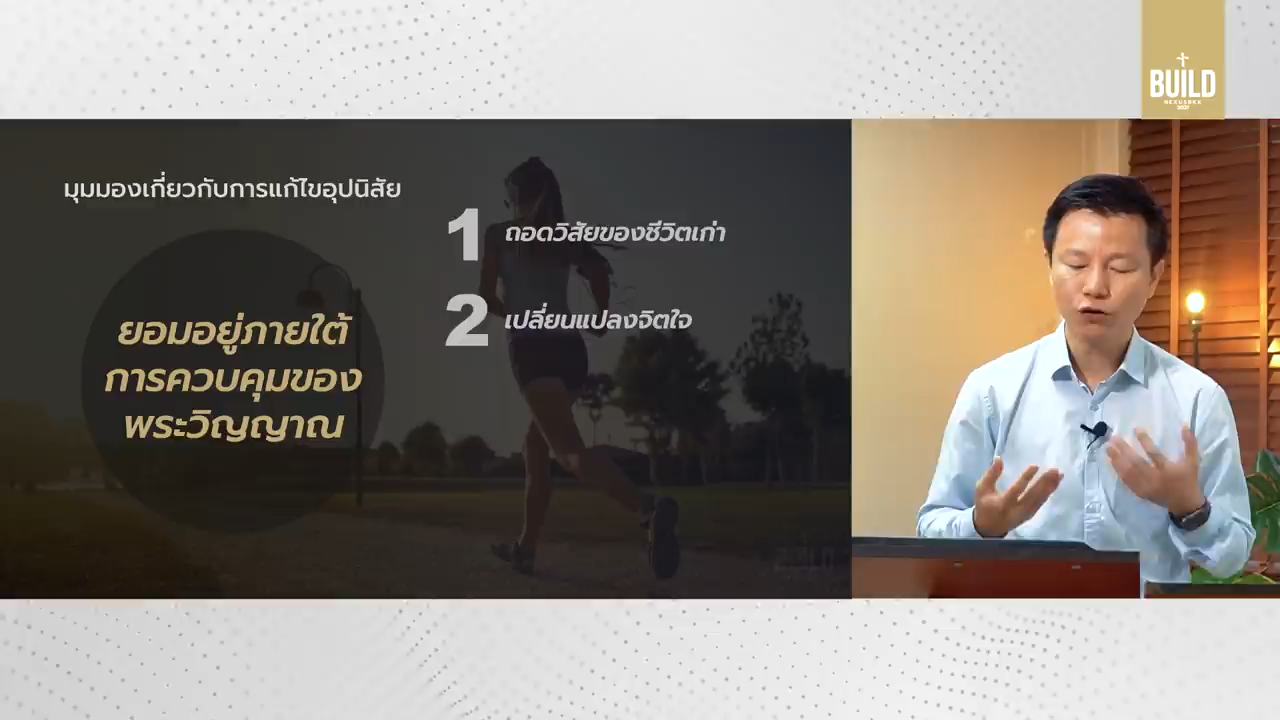 BUILD
NEXUSBKK
2021
มุมมองเกี่ยวกับการแก้ไขอุปนิสัย
1 ถอดวิสัยของชีวิตเก่า
2 เปลี่ยนแปลงจิตใจ
ยอมอยู่ภายใต้
การควบคุมของ
พระวิญญาณ